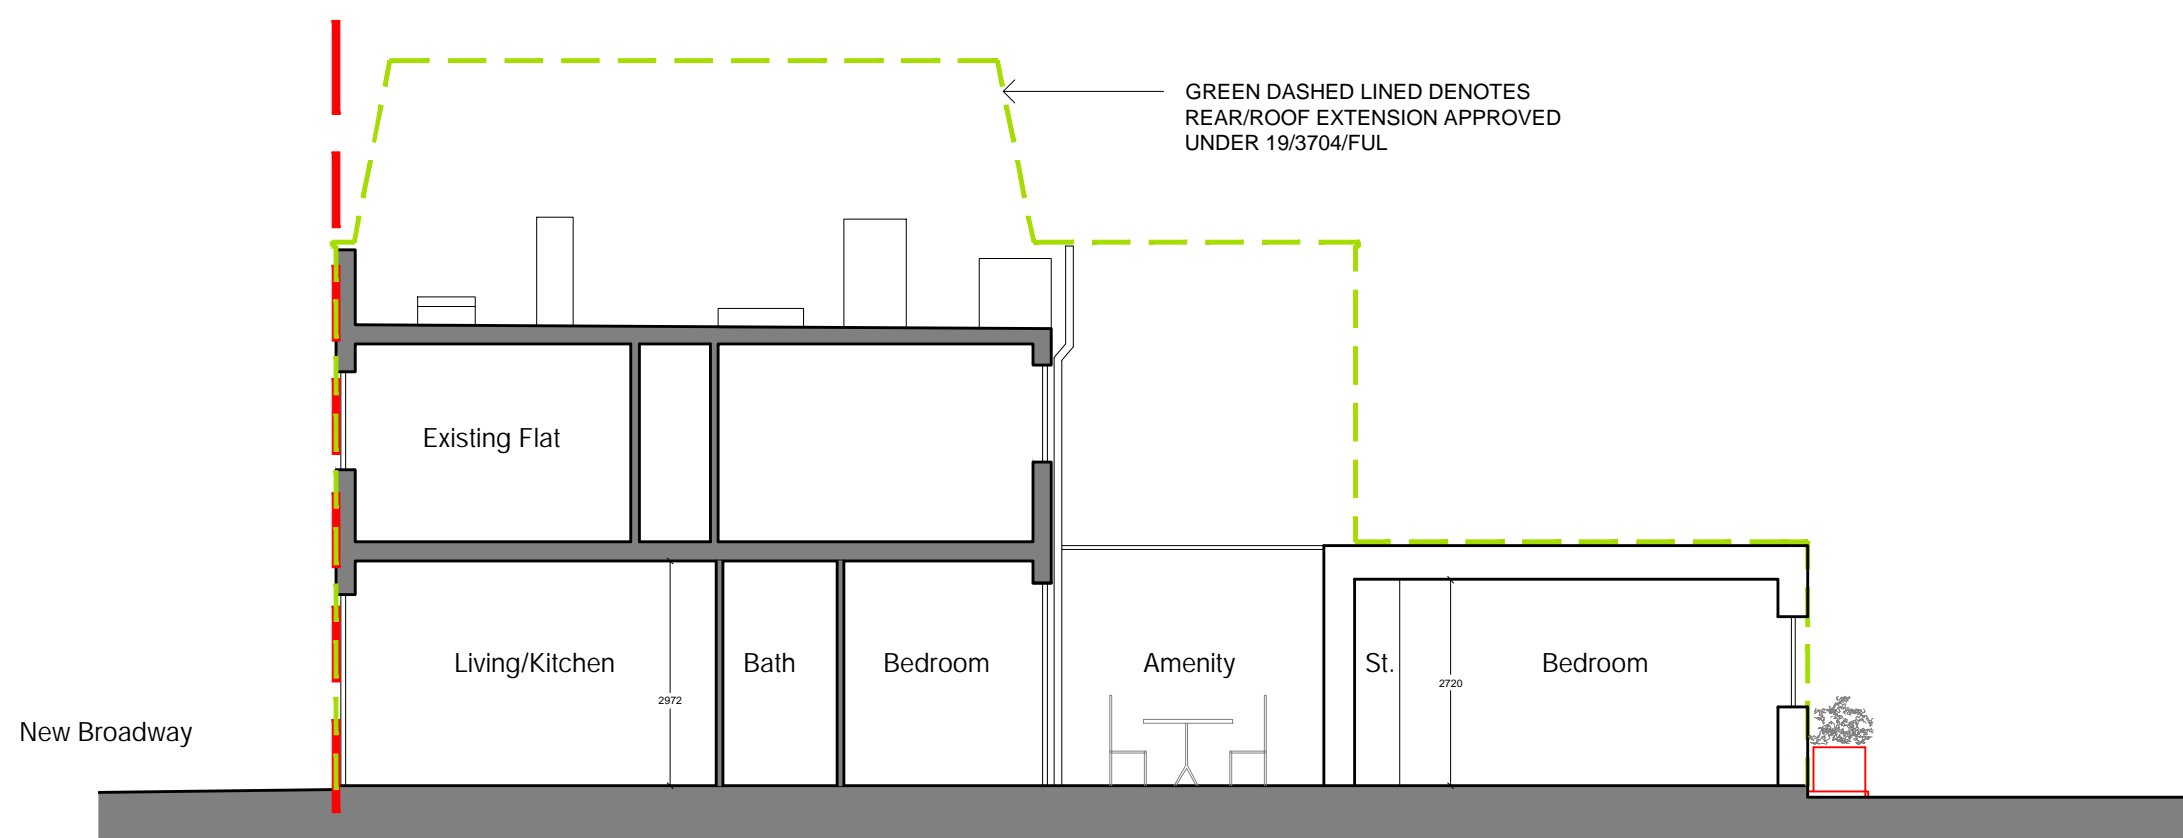 GREEN DASHED LINED DENOTES
REAR/ROOF EXTENSION APPROVED
UNDER 19/3704/FUL
Existing Flat
Living/Kitchen
Bath
Bedroom
Amenity
St.
Bedroom
2972
2720
New Broadway